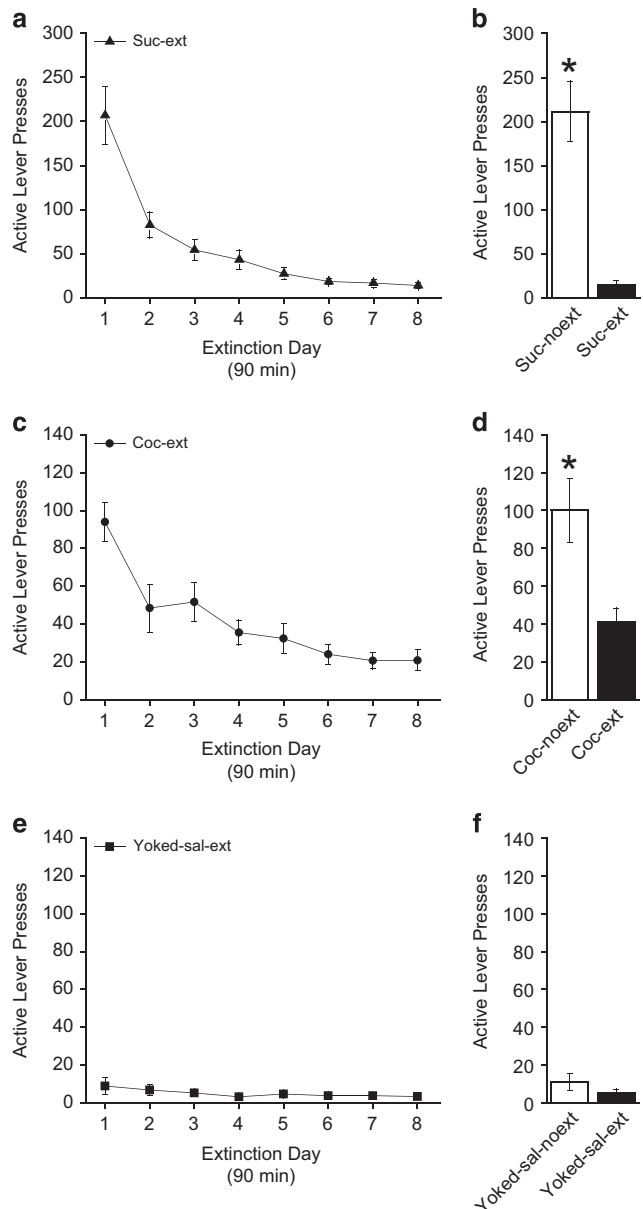 a
Suc-ext
Active Lever Presses
300
250
200
150
100
50
0
1 2 3 4 5 6 7 8
Extinction Day
(90 min)
b
Active Lever Presses
300
250
200
150
100
50
0
*
Suc-noext
Suc-ext
c
Coc-ext
Active Lever Presses
140
120
100
80
60
40
20
0
1 2 3 4 5 6 7 8
Extinction Day
(90 min)
d
Active Lever Presses
140
120
100
80
60
40
20
0
*
Coc-noext
Coc-ext
e
Yoked-sal-ext
Active Lever Presses
140
120
100
80
60
40
20
0
1 2 3 4 5 6 7 8
Extinction Day
(90 min)
f
Active Lever Presses
140
120
100
80
60
40
20
0
Yoked-sal-noext
Yoked-sal-ext